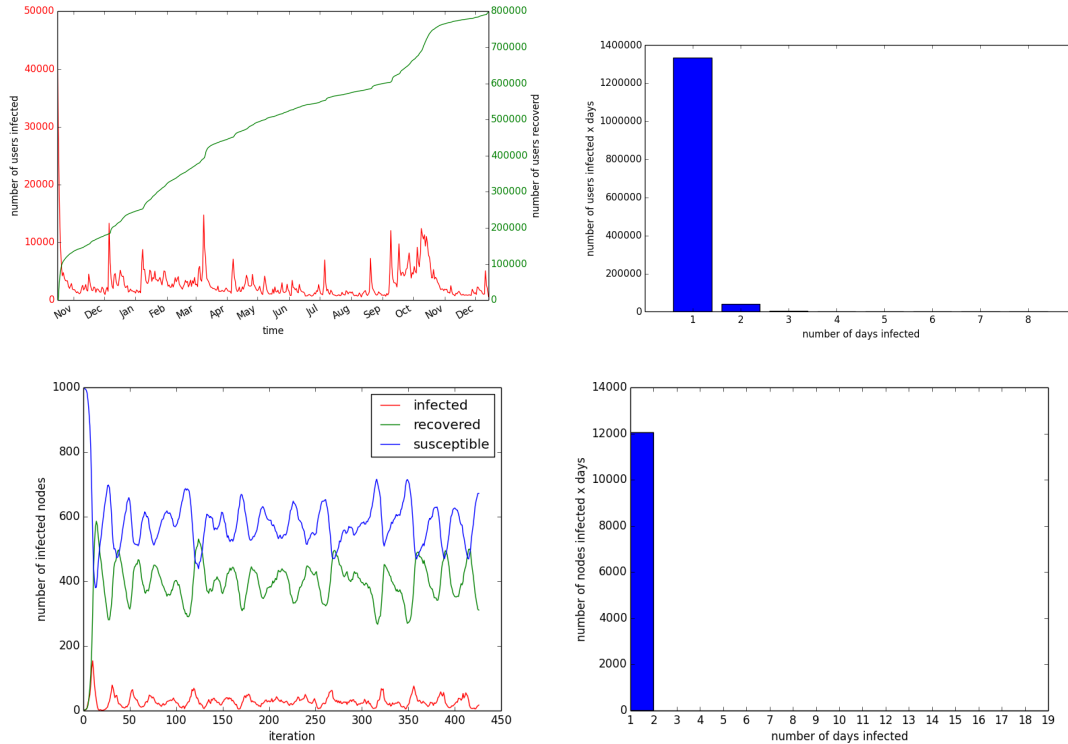 50000
40000
30000
20000
10000
0
number of users infected
800000
700000
600000
500000
400000
300000
200000
100000
0
number of users recoverd
Nov Dec Jan Feb Mar Apr May Jun Jul Aug Sep Oct Nov Dec
time
1400000
1200000
1000000
800000
600000
400000
200000
0
number of users infected x days
1 2 3 4 5 6 7 8
number of days infected
1000
800
600
400
200
0
number of infected nodes
infected
recovered
susceptible
0 50 100 150 200 250 300 350 400 450
iteration
14000
12000
10000
8000
6000
4000
2000
0
number of nodes infected x days
1 2 3 4 5 6 7 8 9 10 11 12 13 14 15 16 17 18 19
number of days infected